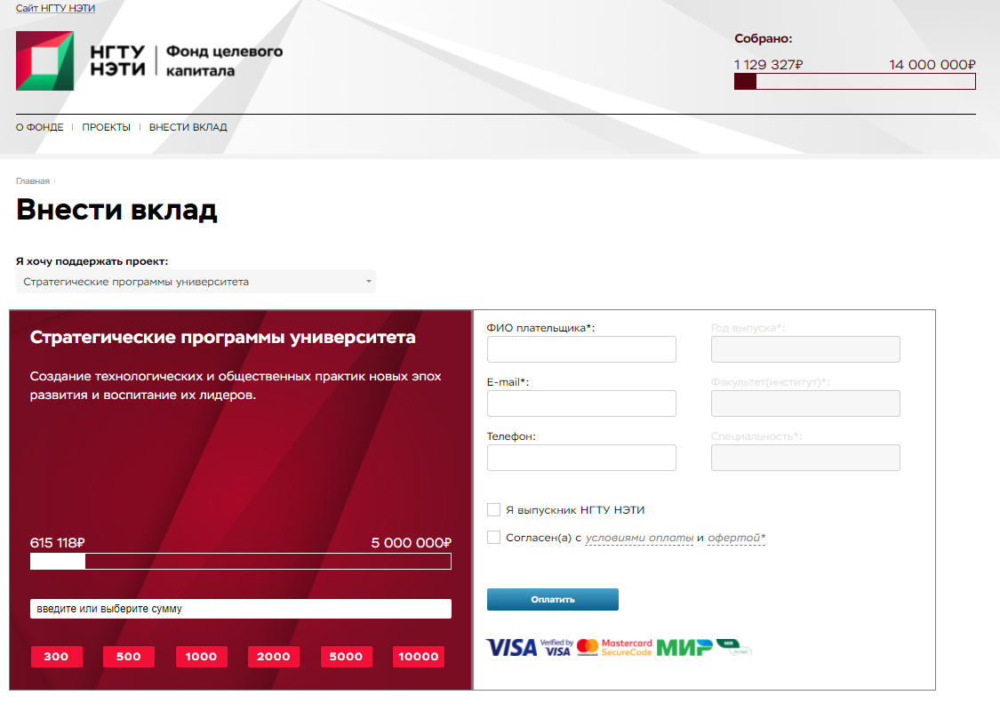 Сайт НГТУ НЭТИ
НГТУ
НЭТИ
Фонд целевого
капитала
Собрано:
1 129 327₽ 14 000 000₽
О ФОНДЕ | ПРОЕКТЫ | ВНЕСТИ ВКЛАД
Главная ·
Внести вклад
Я хочу поддержать проект:
Стратегические программы университета
Стратегические программы университета
Создание технологических и общественных практик новых эпох
развития и воспитание их лидеров.
615 118₽ 5 000 000₽
введите или выберите сумму
300 500 1000 2000 5000 10000
ФИО плательщика*: Год выпуска*:
E-mail*: Факультет(институт)*:
Телефон: Специальность*:
Я выпускник НГТУ НЭТИ
Согласен(а) с условиями оплаты и офертой*
Оплатить
VISA Verified by VISA Mastercard SecureCode МИР MIR Accept